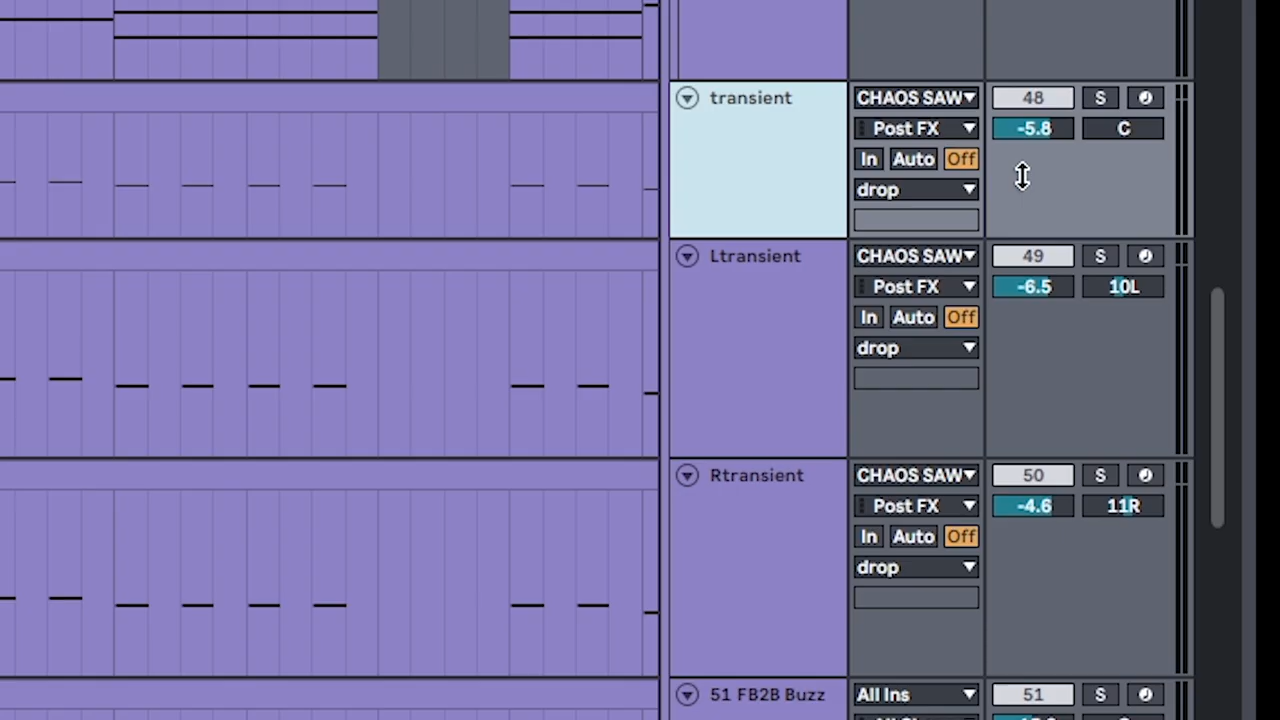 transient CHAOS SAW 48 S
Post FX -5.8 C
In Auto Off
drop
Ltransient CHAOS SAW 49 S
Post FX -6.5 10L
In Auto Off
drop
Rtransient CHAOS SAW 50 S
Post FX -4.6 11R
In Auto Off
drop
51 FB2B Buzz All Ins 51 S